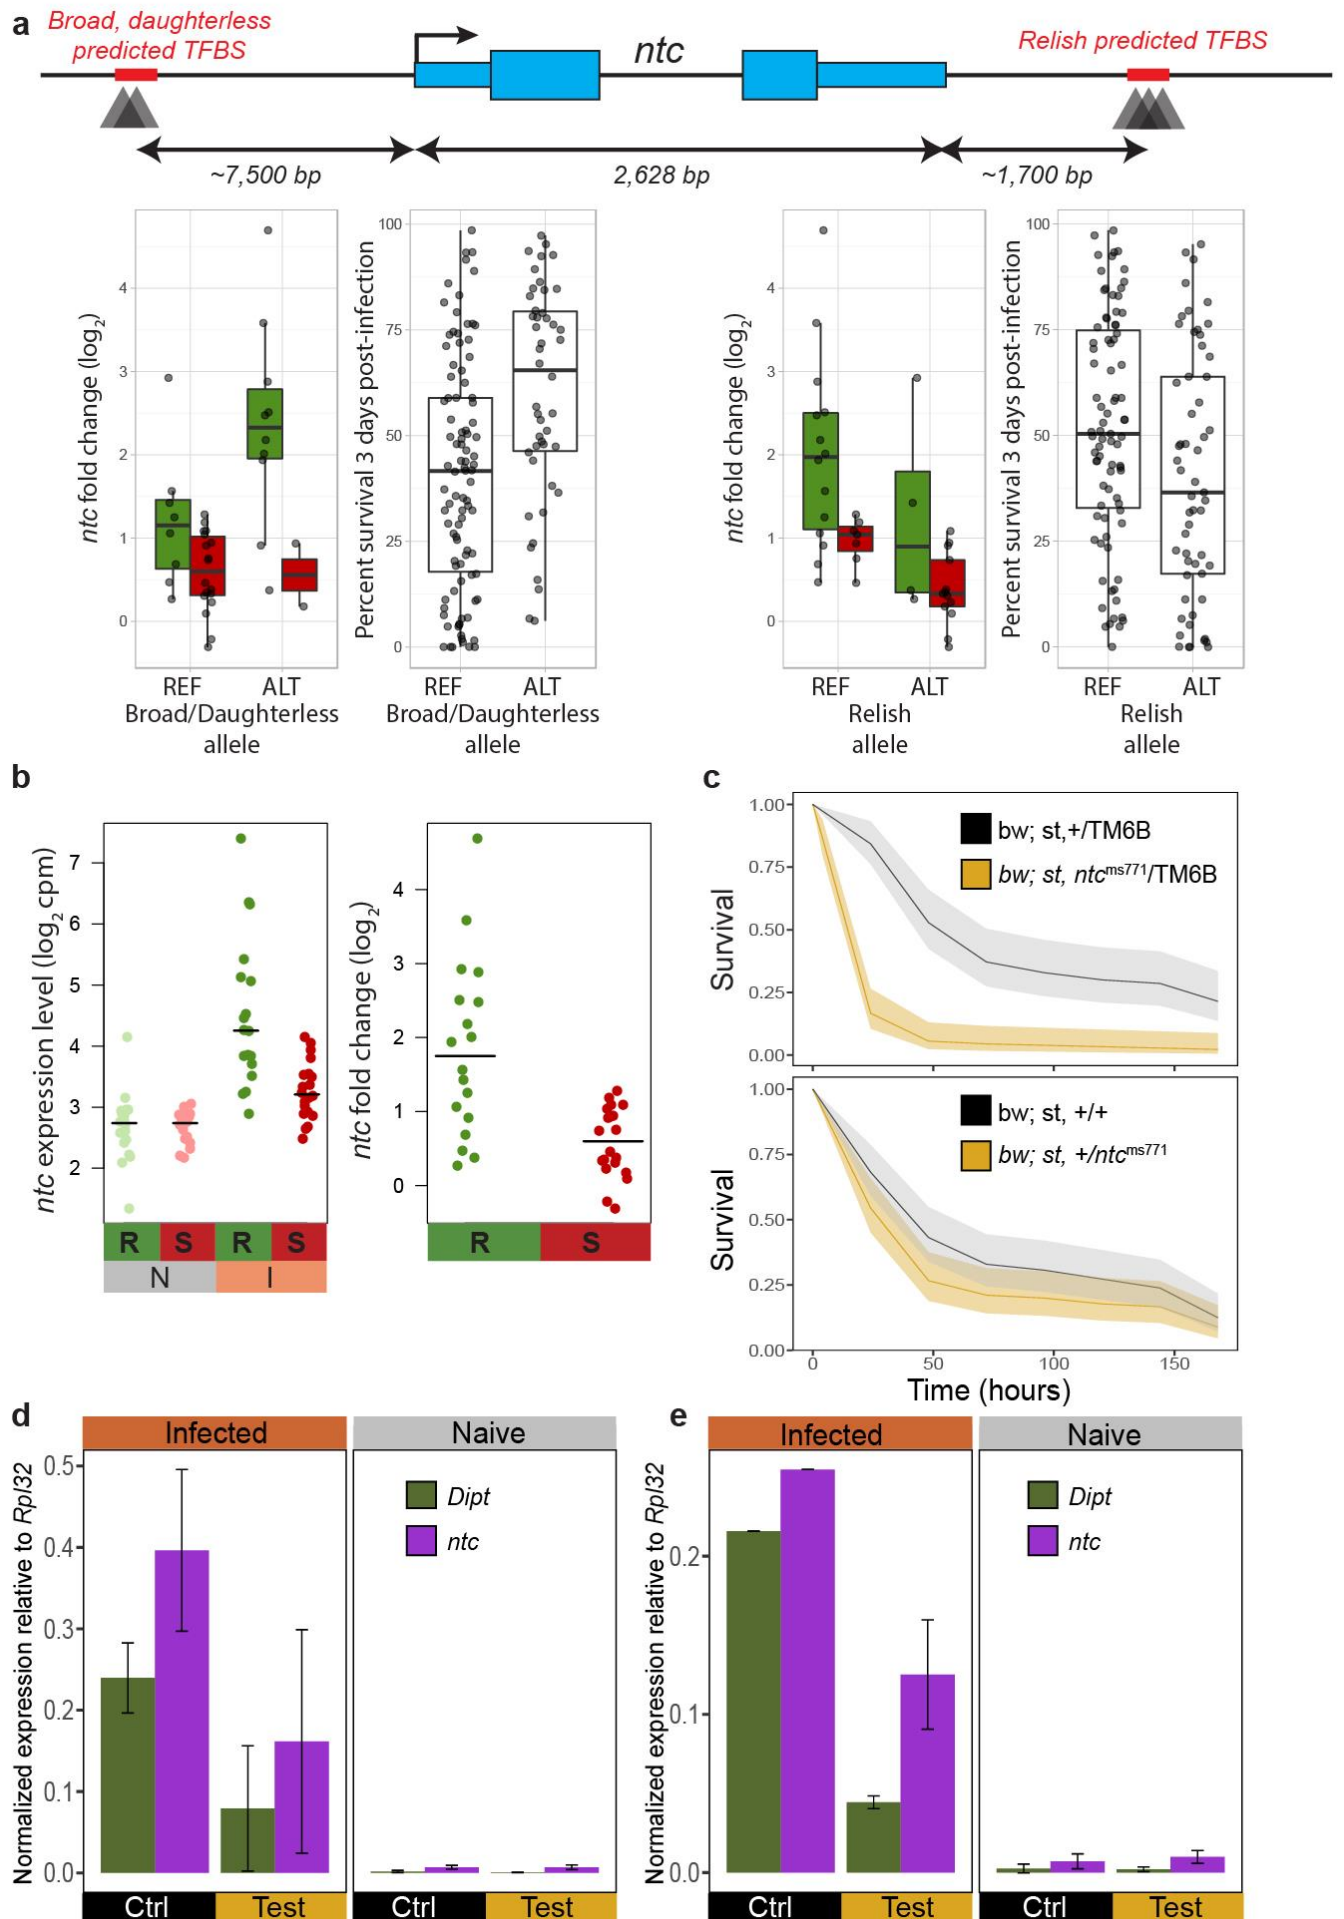 a
Broad, daughterless
predicted TFBS
ntc
Relish predicted TFBS
~7,500 bp
2,628 bp
~1,700 bp
ntc fold change (log2)
4
3
2
1
0
REF
ALT
Broad/Daughterless
allele
Percent survival 3 days post-infection
100
75
50
25
0
REF
ALT
Broad/Daughterless
allele
ntc fold change (log2)
4
3
2
1
0
REF
ALT
Relish
allele
Percent survival 3 days post-infection
100
75
50
25
0
REF
ALT
Relish
allele
b
ntc expression level (log2 cpm)
7
6
5
4
3
2
R S R S
N I
ntc fold change (log2)
4
3
2
1
0
R S
c
Survival
1.00
0.75
0.50
0.25
0.00
bw; st,+/TM6B
bw; st, ntcms771/TM6B
Survival
1.00
0.75
0.50
0.25
0.00
bw; st, +/+
bw; st, +/ntcms771
0 50 100 150
Time (hours)
d
Infected
Naive
Normalized expression relative to Rpl32
0.5
0.4
0.3
0.2
0.1
0.0
Dipt
ntc
Ctrl Test Ctrl Test
e
Infected
Naive
Normalized expression relative to Rpl32
0.2
0.1
0.0
Dipt
ntc
Ctrl Test Ctrl Test